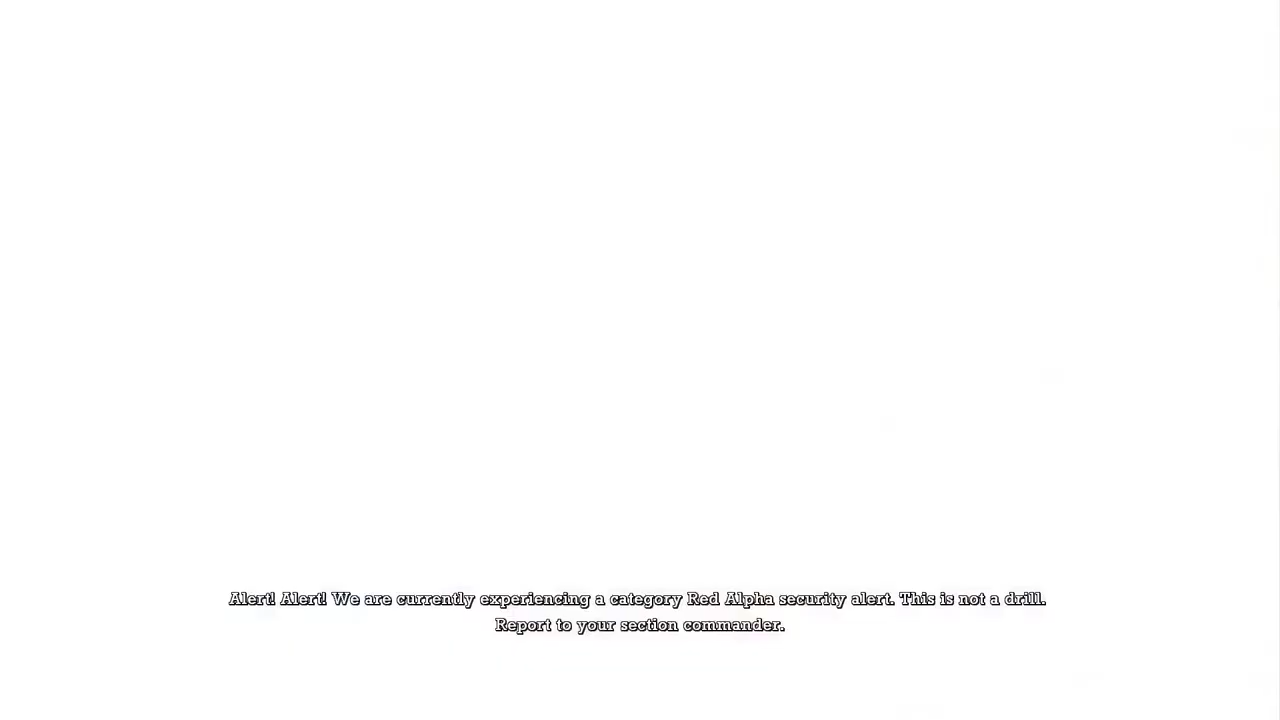 Alert! Alert! We are currently experiencing a category Red Alpha security alert. This is not a drill.
Report to your section commander.